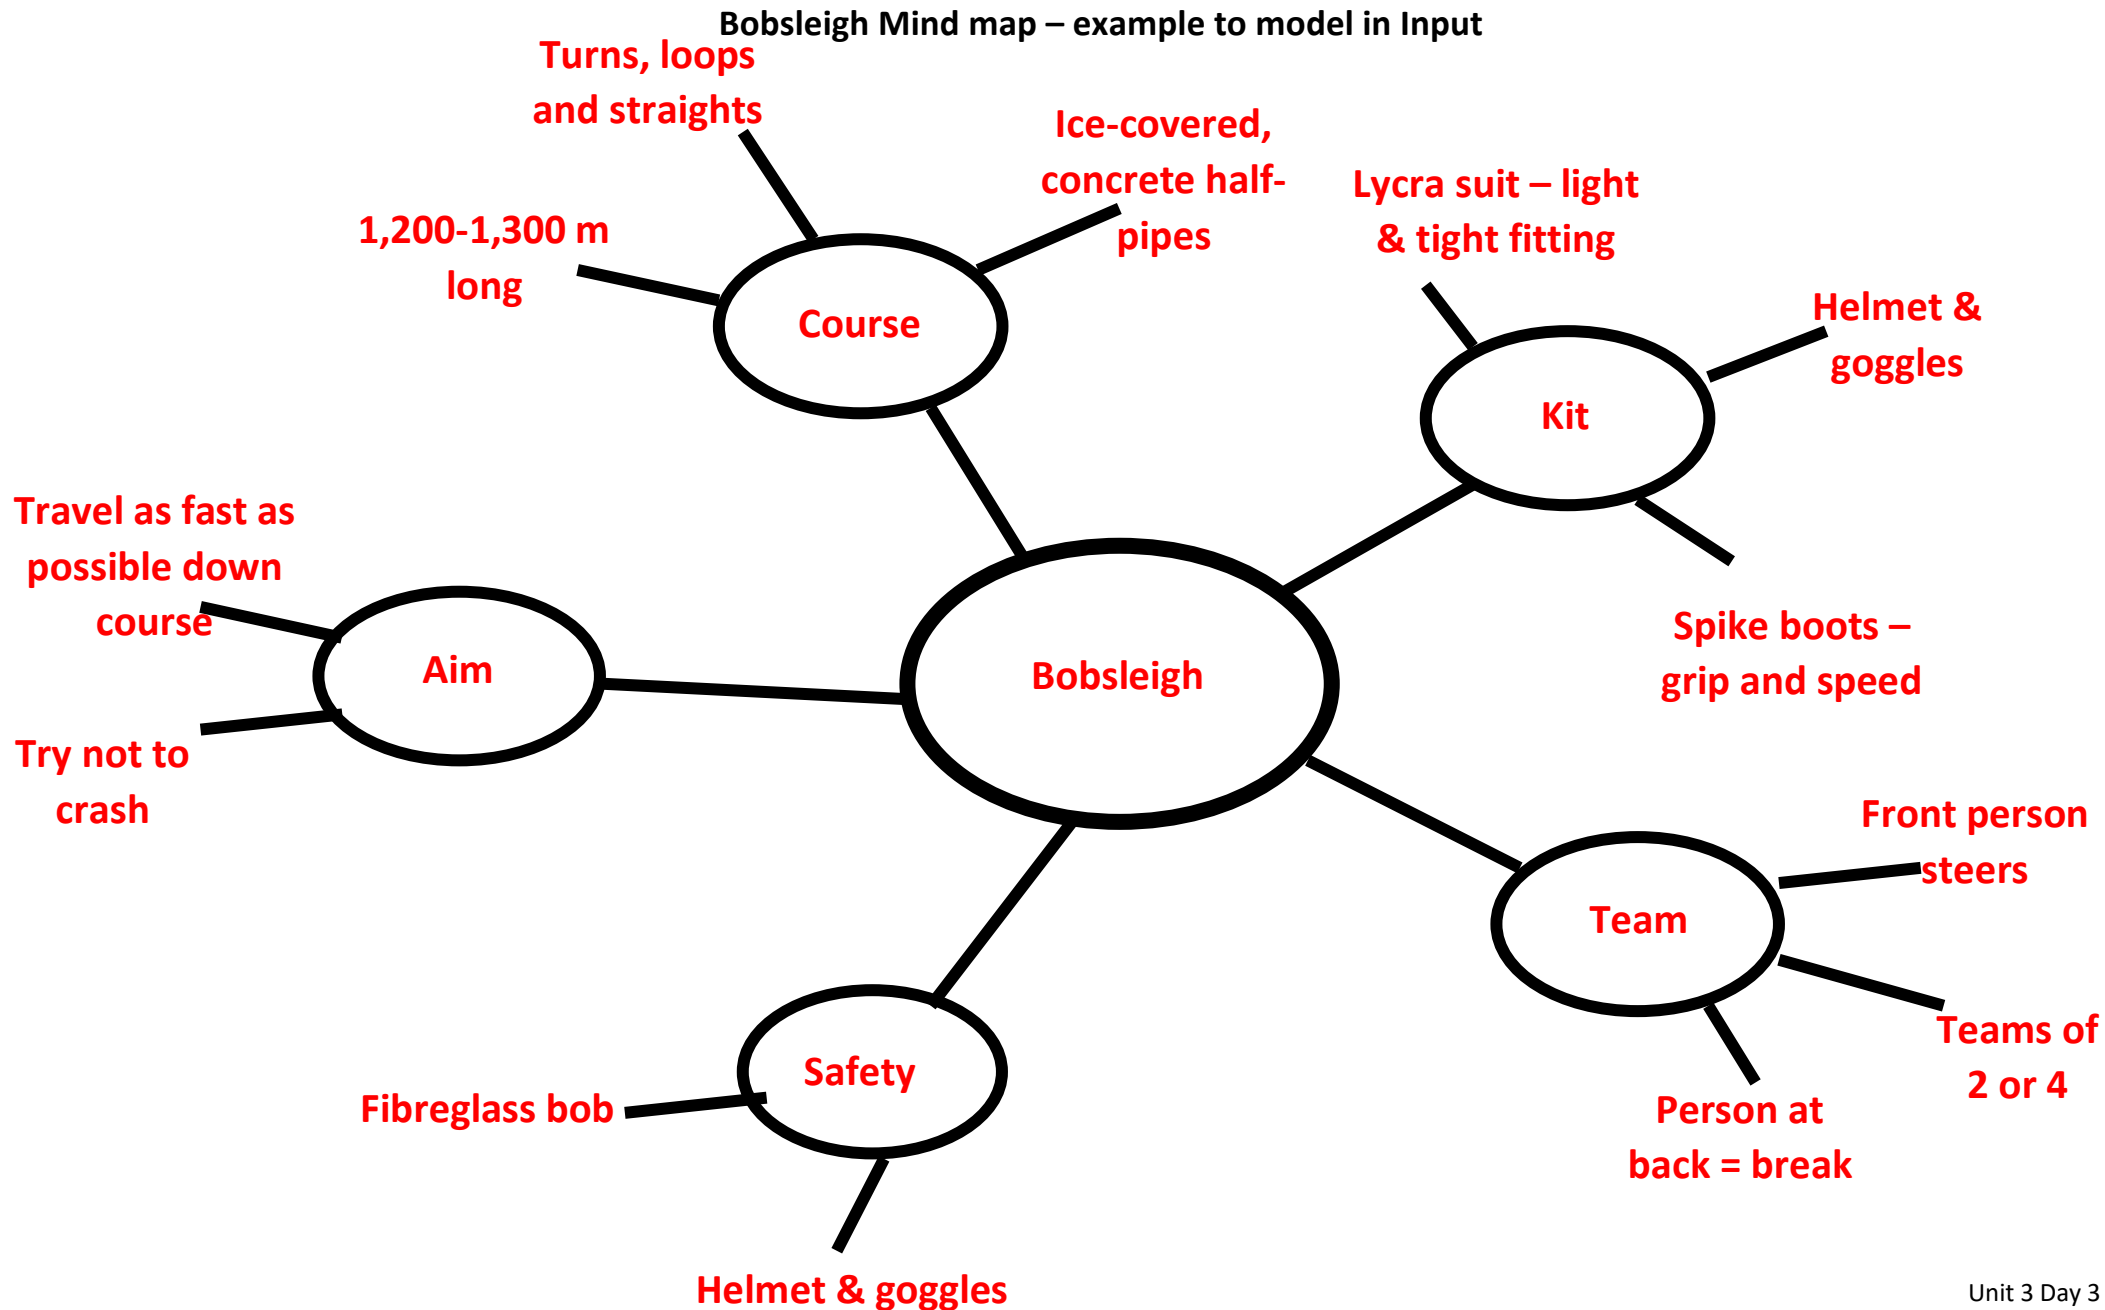 Bobsleigh Mind map – example to model in Input
Turns, loops
and straights
Ice-covered,
concrete half-
pipes
1,200-1,300 m
long
Course
Lycra suit – light
& tight fitting
Helmet &
goggles
Kit
Spike boots –
grip and speed
Travel as fast as
possible down
course
Aim
Try not to
crash
Bobsleigh
Front person
steers
Team
Teams of
2 or 4
Person at
back = break
Safety
Fibreglass bob
Helmet & goggles
Unit 3 Day 3